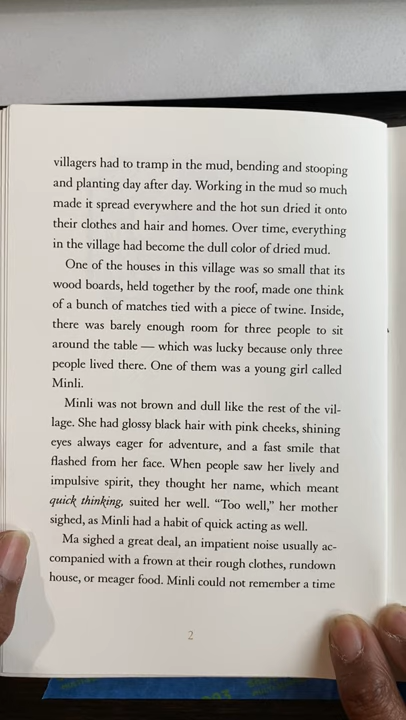 villagers had to tramp in the mud, bending and stooping
and planting day after day. Working in the mud so much
made it spread everywhere and the hot sun dried it onto
their clothes and hair and homes. Over time, everything
in the village had become the dull color of dried mud.
One of the houses in this village was so small that its
wood boards, held together by the roof, made one think
of a bunch of matches tied with a piece of twine. Inside,
there was barely enough room for three people to sit
around the table — which was lucky because only three
people lived there. One of them was a young girl called
Minli.
Minli was not brown and dull like the rest of the vil-
lage. She had glossy black hair with pink cheeks, shining
eyes always eager for adventure, and a fast smile that
flashed from her face. When people saw her lively and
impulsive spirit, they thought her name, which meant
quick thinking, suited her well. “Too well,” her mother
sighed, as Minli had a habit of quick acting as well.
Ma sighed a great deal, an impatient noise usually ac-
companied with a frown at their rough clothes, rundown
house, or meager food. Minli could not remember a time
2